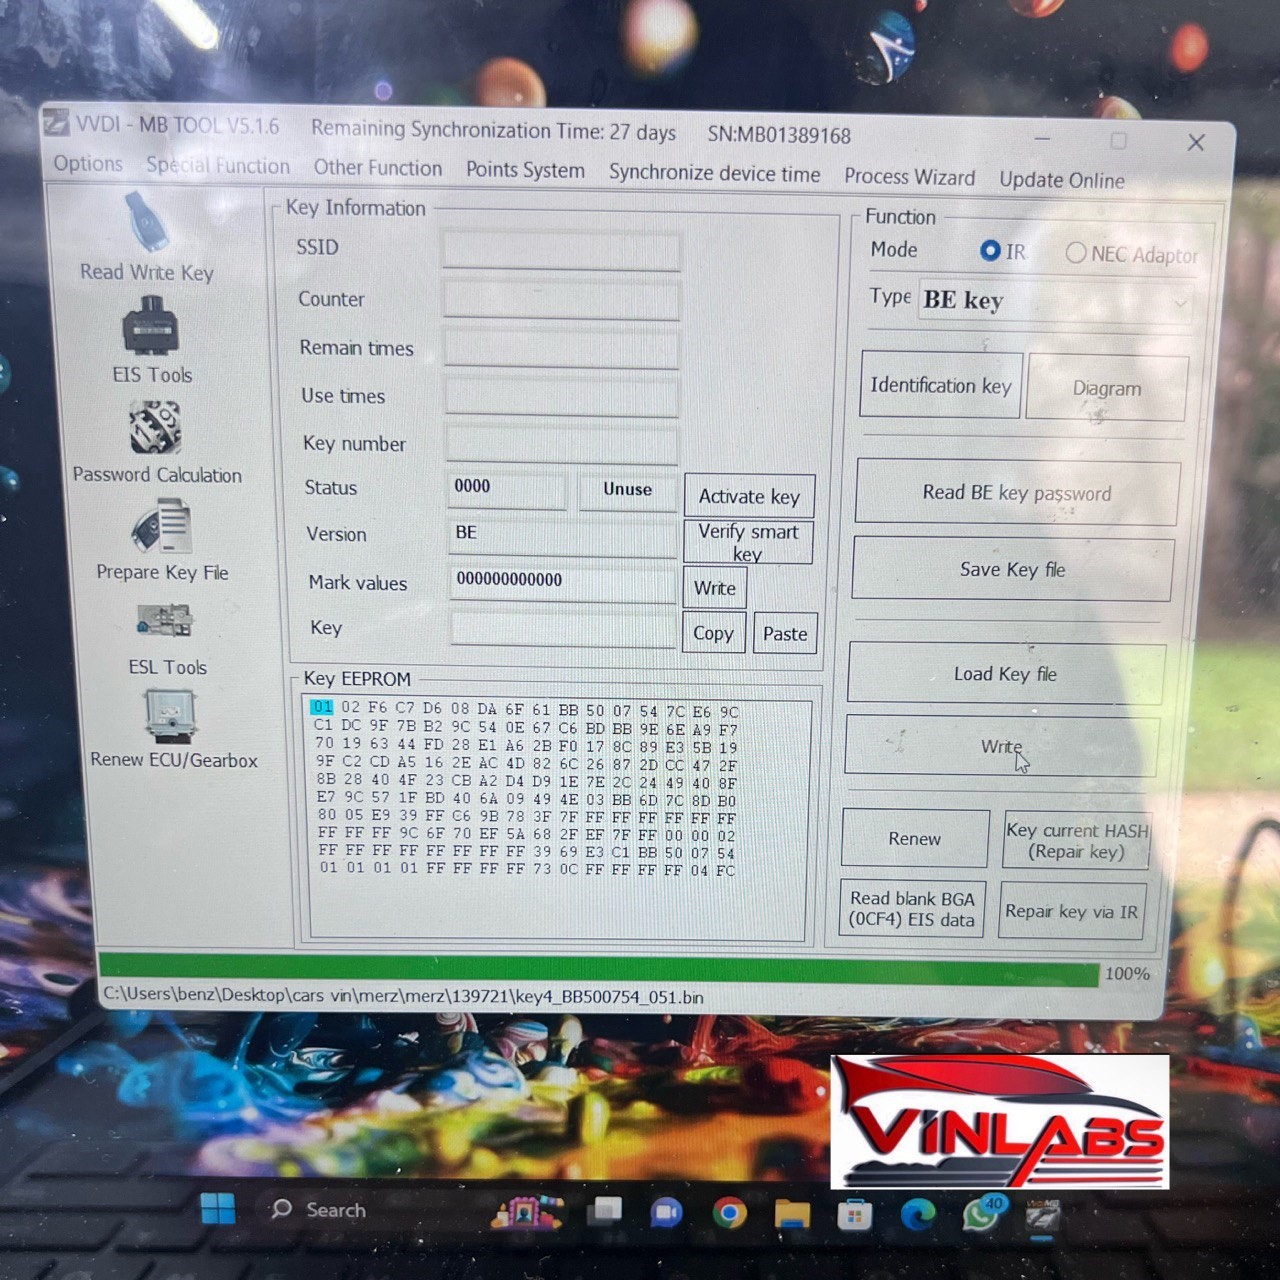 VVDI - MB TOOL V5.1.6 Remaining Synchronization Time: 27 days SN:MB01389168
Options Special Function Other Function Points System Synchronize device time Process Wizard Update Online
Read Write Key
EIS Tools
Password Calculation
Prepare Key File
ESL Tools
Renew ECU/Gearbox
Key Information
SSID
Counter
Remain times
Use times
Key number
Status 0000 Unuse Activate key
Version BE Verify smart key
Mark values 000000000000 Write
Key Copy Paste
Key EEPROM
01 02 F6 C7 D6 08 DA 6F 61 BB 50 07 54 7C E6 9C
C1 DC 9F 7B B2 9C 54 0E 67 C6 BD BB 9E 6E A9 F7
70 19 63 44 FD 28 E1 A6 2B F0 17 8C 89 E3 5B 19
9F C2 CD A5 16 2E AC 4D 82 6C 26 87 2D CC 47 2F
8B 28 40 4F 23 CB A2 D4 D9 1E 7E 2C 24 49 40 8F
E7 9C 57 1F BD 40 6A 09 49 4E 03 BB 6D 7C 8D B0
80 05 E9 39 FF C6 9B 78 3F 7F FF FF FF FF FF FF
FF FF FF 9C 6F 70 EF 5A 68 2F EF 7F FF 00 00 02
FF FF FF FF FF FF FF FF 39 69 E3 C1 BB 50 07 54
01 01 01 01 FF FF FF FF 73 0C FF FF FF FF 04 FC
Function
Mode IR NEC Adaptor
Type BE key
Identification key Diagram
Read BE key password
Save Key file
Load Key file
Write
Renew
Key current HASH
(Repair key)
Read blank BGA
(0CF4) EIS data
Repair key via IR
100%
C:\Users\benz\Desktop\cars vin\merz\merz\139721\key4_BB500754_051.bin
VINLABS
Search
40